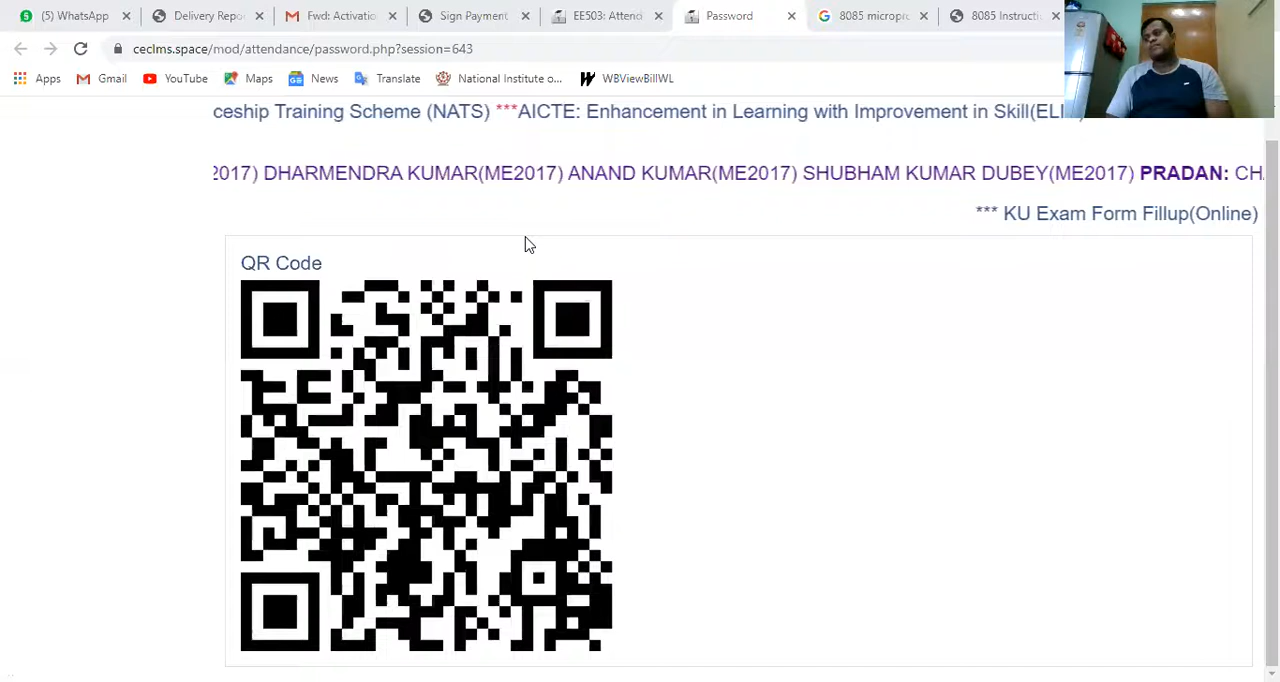 (5) WhatsApp
Delivery Repo
Fwd: Activatio
Sign Payment
EE503: Attend
Password
8085 micropro
8085 Instructi
ceclms.space/mod/attendance/password.php?session=643
Apps
Gmail
YouTube
Maps
News
Translate
National Institute o...
WBViewBillWL
ceship Training Scheme (NATS) ***AICTE: Enhancement in Learning with Improvement in Skill(ELI
2017) DHARMENDRA KUMAR(ME2017) ANAND KUMAR(ME2017) SHUBHAM KUMAR DUBEY(ME2017) PRADAN: CH
*** KU Exam Form Fillup(Online)
QR Code